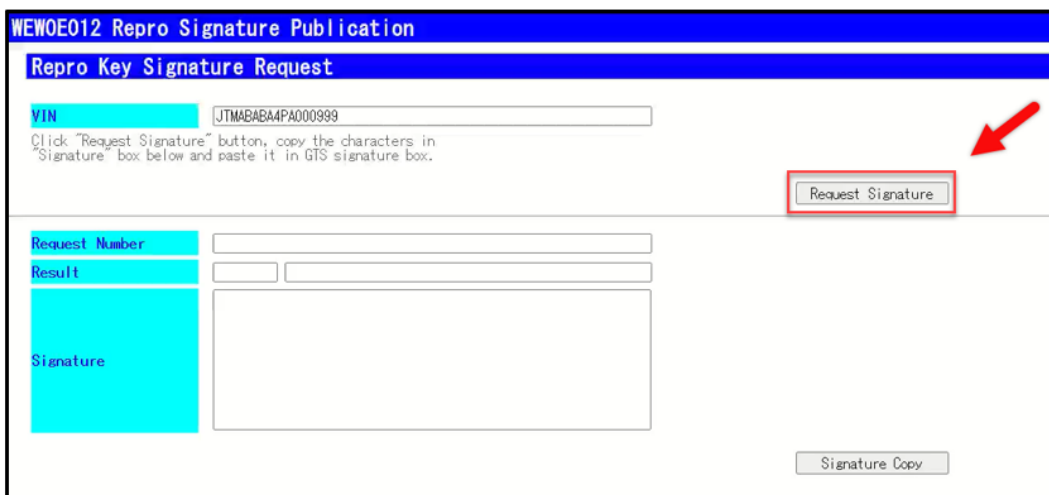 WEWOE012 Repro Signature Publication
Repro Key Signature Request
VIN JTMABABA4PA000999
Click "Request Signature" button, copy the characters in
"Signature" box below and paste it in GTS signature box.
Request Signature
Request Number
Result
Signature
Signature Copy